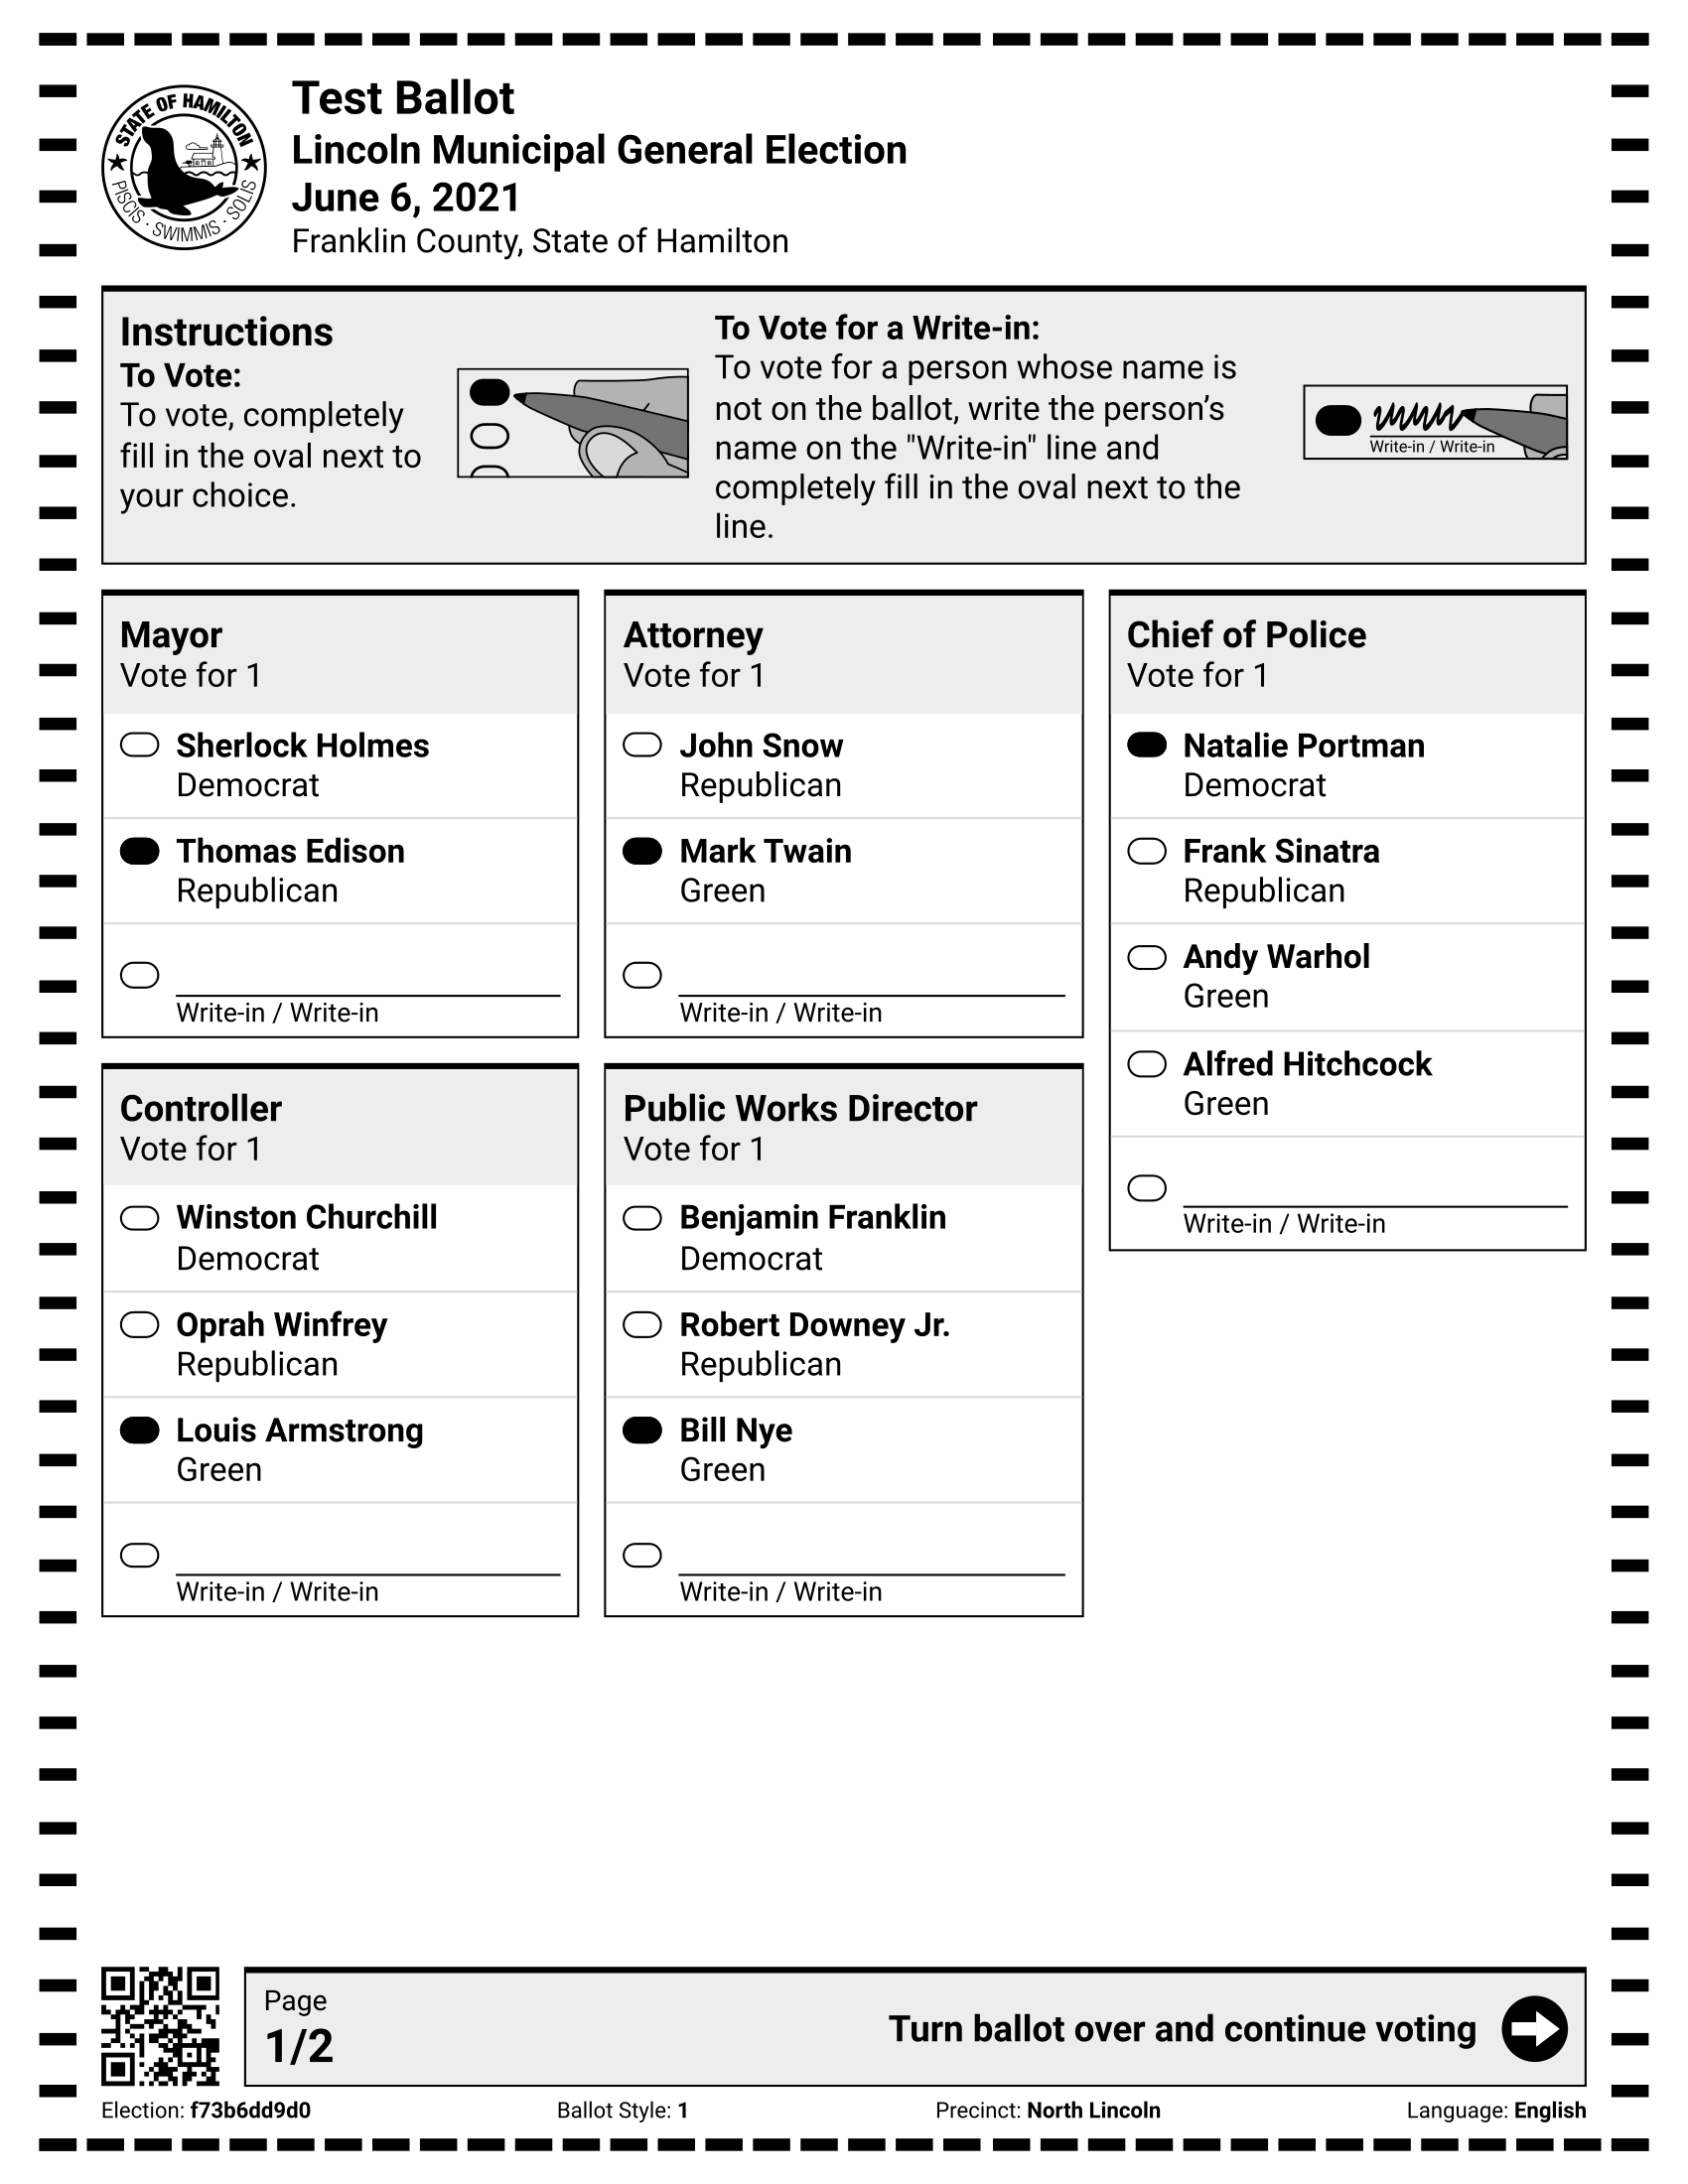 STATE OF HAMILTON
PISCIS · SWIMMIS · SOLIS
Test Ballot
Lincoln Municipal General Election
June 6, 2021
Franklin County, State of Hamilton
Instructions
To Vote:
To vote, completely
fill in the oval next to
your choice.
To Vote for a Write-in:
To vote for a person whose name is
not on the ballot, write the person’s
name on the "Write-in" line and
completely fill in the oval next to the
line.
Write-in / Write-in
Mayor
Vote for 1
Sherlock Holmes
Democrat
Thomas Edison
Republican
Write-in / Write-in
Controller
Vote for 1
Winston Churchill
Democrat
Oprah Winfrey
Republican
Louis Armstrong
Green
Write-in / Write-in
Attorney
Vote for 1
John Snow
Republican
Mark Twain
Green
Write-in / Write-in
Public Works Director
Vote for 1
Benjamin Franklin
Democrat
Robert Downey Jr.
Republican
Bill Nye
Green
Write-in / Write-in
Chief of Police
Vote for 1
Natalie Portman
Democrat
Frank Sinatra
Republican
Andy Warhol
Green
Alfred Hitchcock
Green
Write-in / Write-in
Page
1/2
Turn ballot over and continue voting
Election: f73b6dd9d0
Ballot Style: 1
Precinct: North Lincoln
Language: English